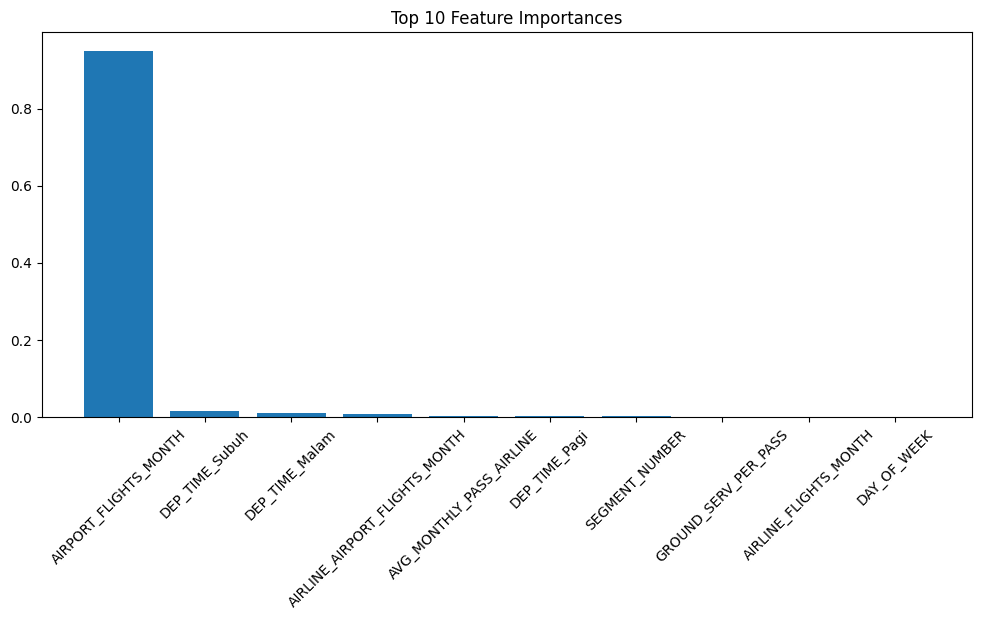 Top 10 Feature Importances
0.8
0.6
0.4
0.2
0.0
AIRPORT_FLIGHTS_MONTH
DEP_TIME_Subuh
DEP_TIME_Malam
AIRLINE_AIRPORT_FLIGHTS_MONTH
AVG_MONTHLY_PASS_AIRLINE
DEP_TIME_Pagi
SEGMENT_NUMBER
GROUND_SERV_PER_PASS
AIRLINE_FLIGHTS_MONTH
DAY_OF_WEEK